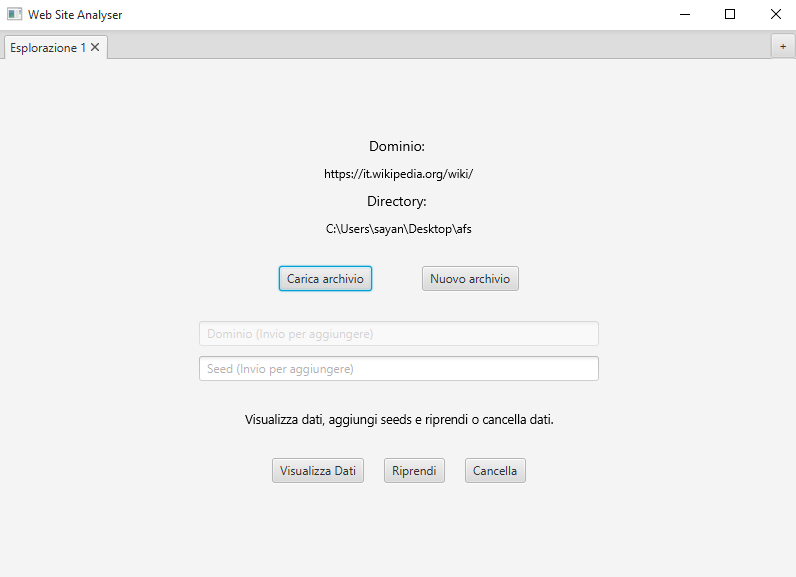 Web Site Analyser
Esplorazione 1
+
Dominio:
https://it.wikipedia.org/wiki/
Directory:
C:\Users\sayan\Desktop\afs
Carica archivio
Nuovo archivio
Dominio (Invio per aggiungere)
Seed (Invio per aggiungere)
Visualizza dati, aggiungi seeds e riprendi o cancella dati.
Visualizza Dati
Riprendi
Cancella